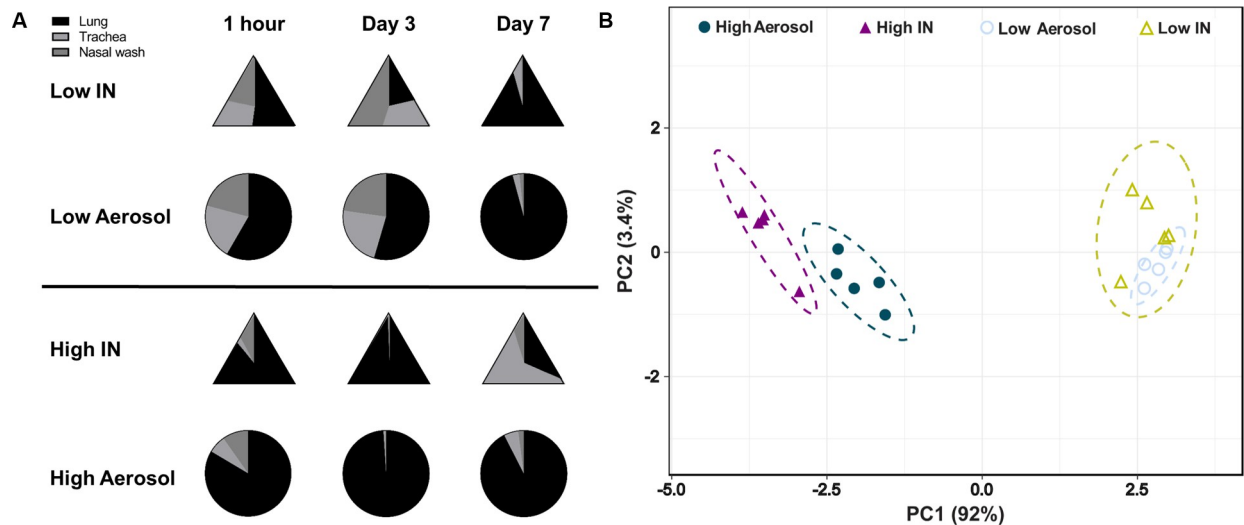 A
Lung
Trachea
Nasal wash
1 hour
Day 3
Day 7
Low IN
Low Aerosol
High IN
High Aerosol
B
High Aerosol
High IN
Low Aerosol
Low IN
2
0
-2
PC2 (3.4%)
-5.0
-2.5
0.0
2.5
PC1 (92%)